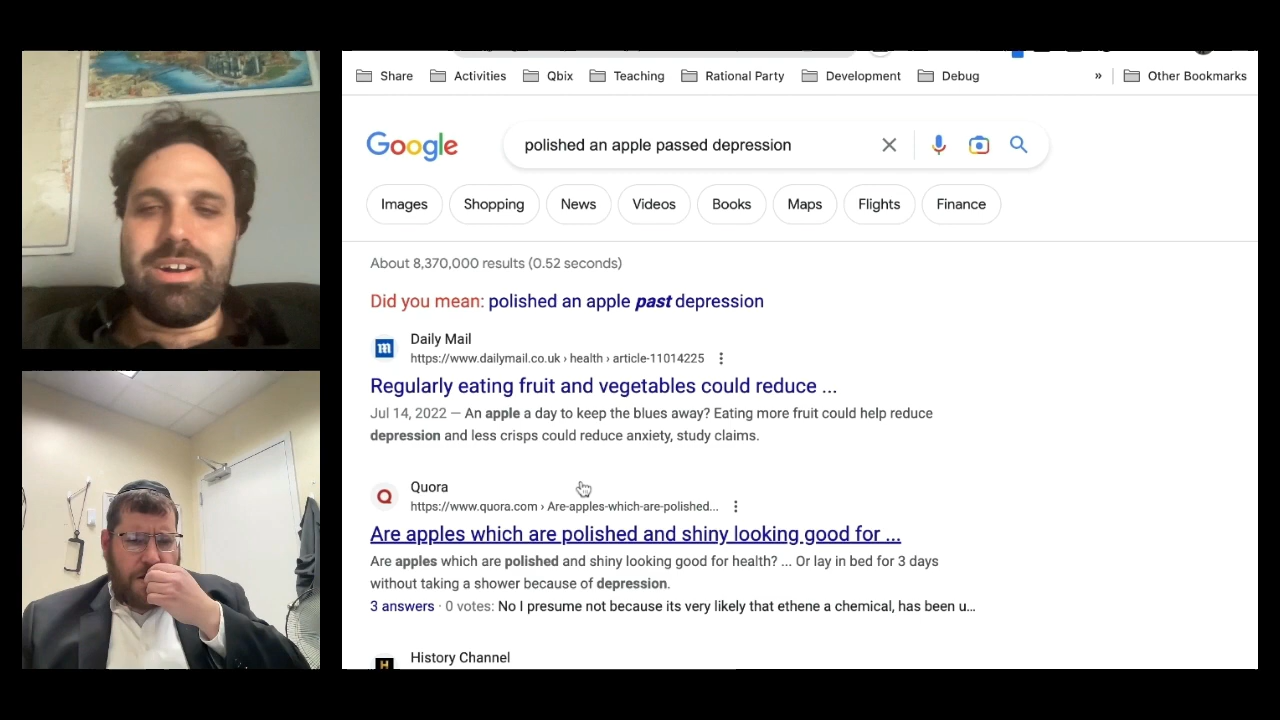 Share
Activities
Qbix
Teaching
Rational Party
Development
Debug
»
Other Bookmarks
Google
polished an apple passed depression
Images
Shopping
News
Videos
Books
Maps
Flights
Finance
About 8,370,000 results (0.52 seconds)
Did you mean: polished an apple past depression
Daily Mail
https://www.dailymail.co.uk › health › article-11014225
Regularly eating fruit and vegetables could reduce ...
Jul 14, 2022 — An apple a day to keep the blues away? Eating more fruit could help reduce
depression and less crisps could reduce anxiety, study claims.
Quora
https://www.quora.com › Are-apples-which-are-polished...
Are apples which are polished and shiny looking good for ...
Are apples which are polished and shiny looking good for health? ... Or lay in bed for 3 days
without taking a shower because of depression.
3 answers · 0 votes: No I presume not because its very likely that ethene a chemical, has been u...
History Channel